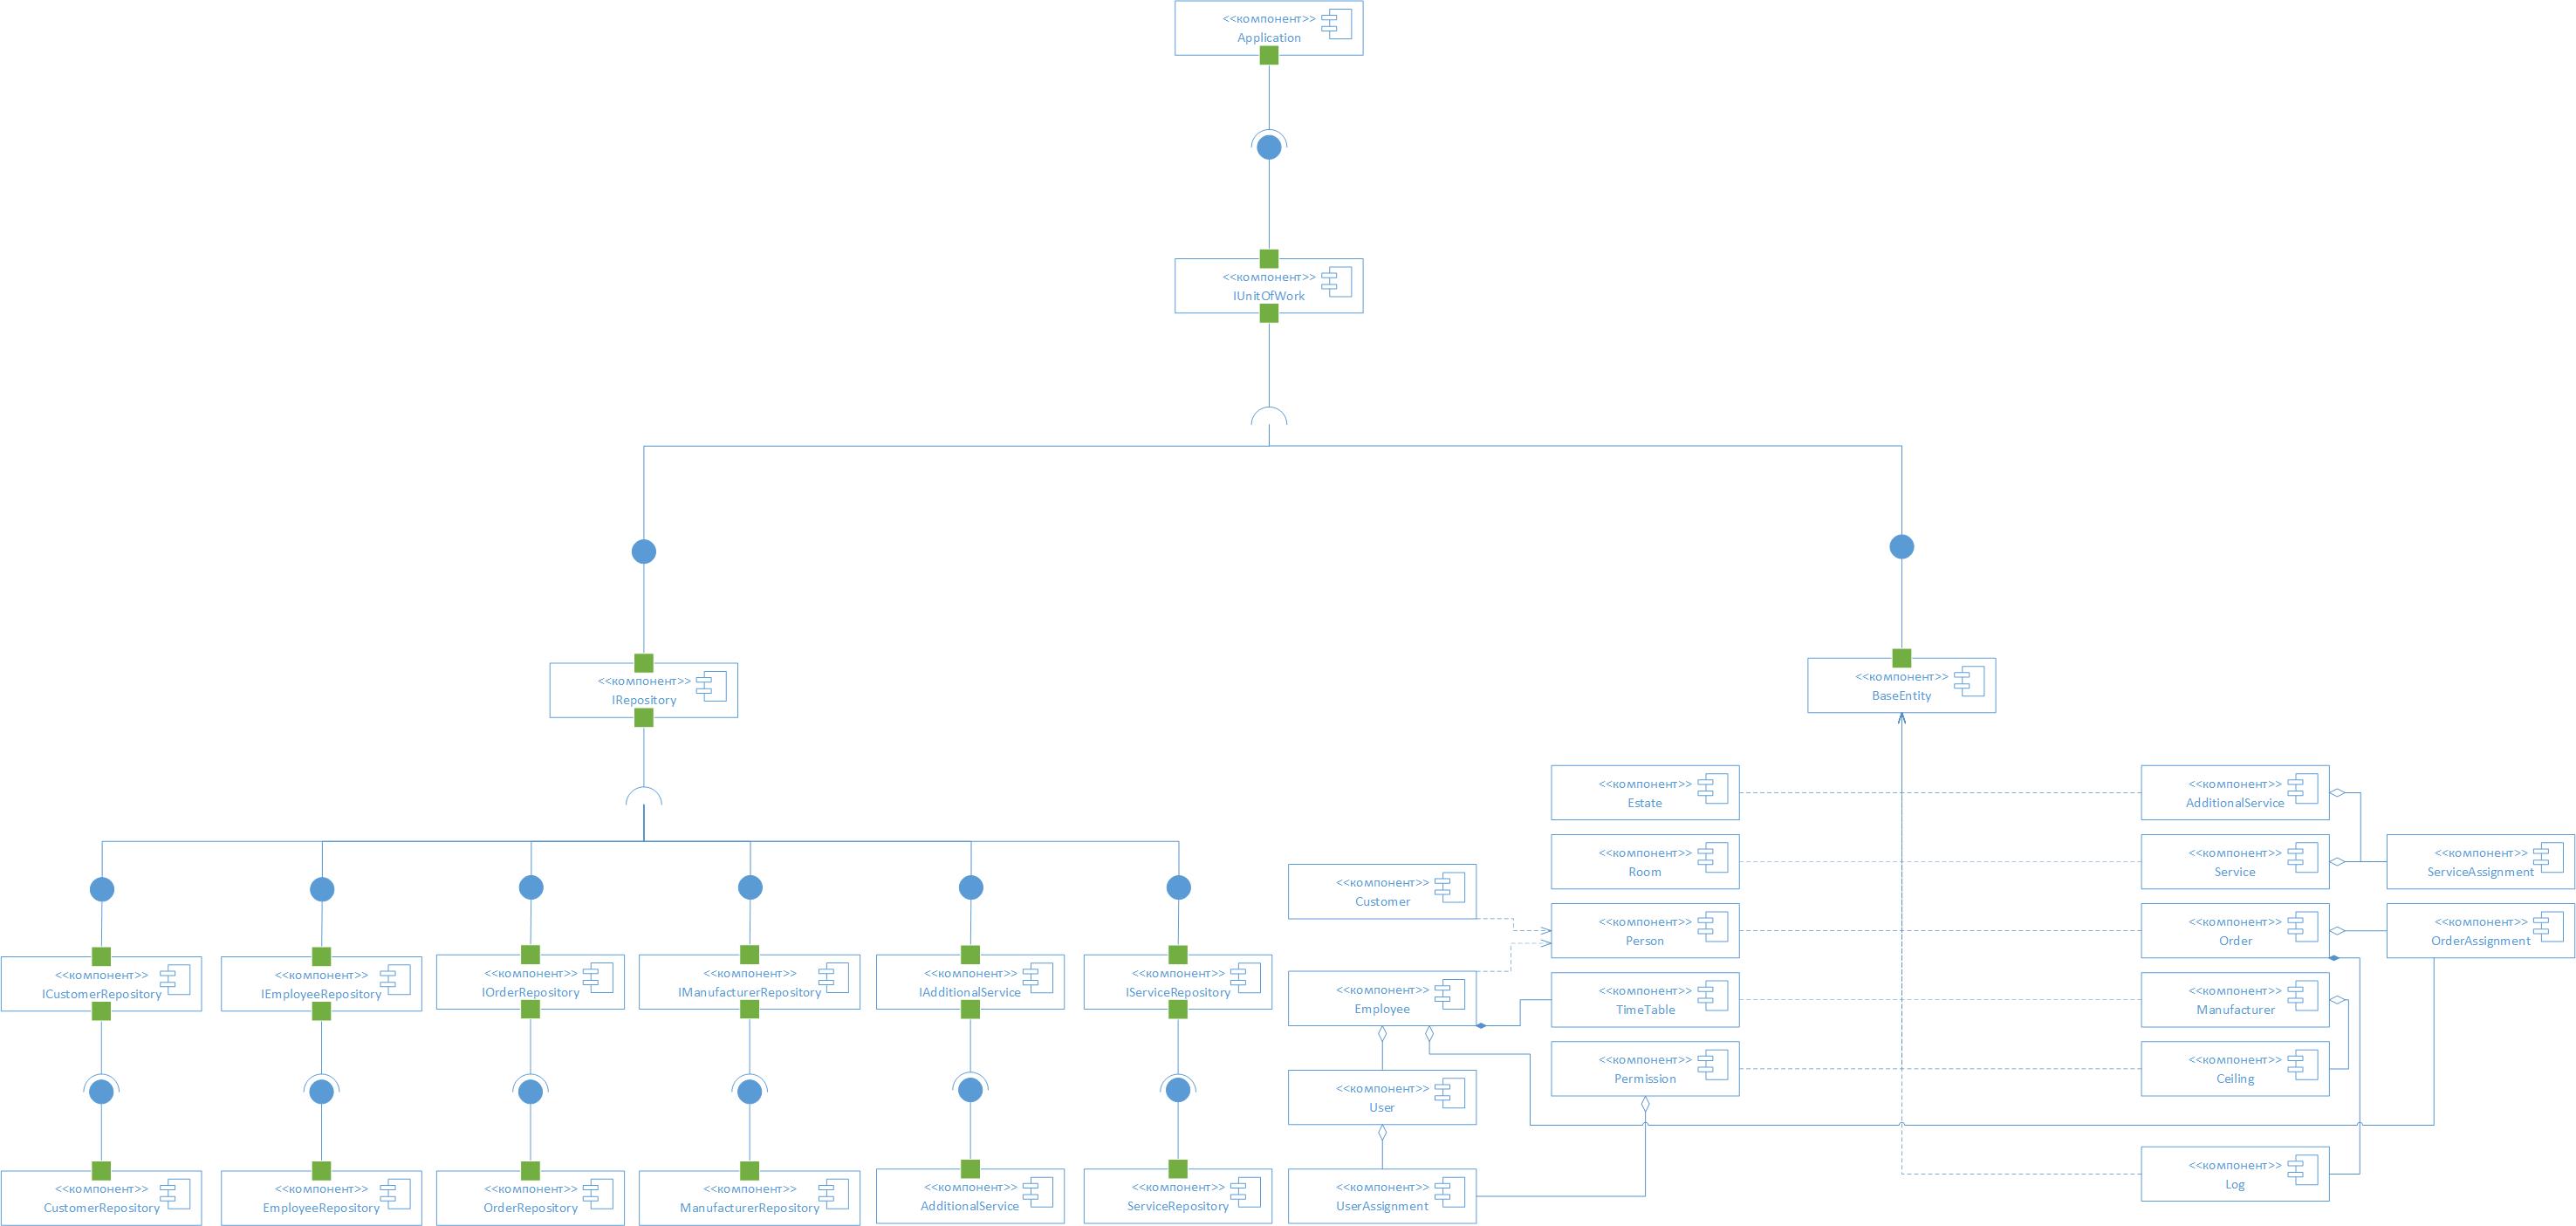 <<компонент>>
Application
<<компонент>>
IUnitOfWork
<<компонент>>
IRepository
<<компонент>>
BaseEntity
<<компонент>>
Estate
<<компонент>>
AdditionalService
<<компонент>>
Room
<<компонент>>
Service
<<компонент>>
ServiceAssignment
<<компонент>>
Customer
<<компонент>>
Person
<<компонент>>
Order
<<компонент>>
OrderAssignment
<<компонент>>
ICustomerRepository
<<компонент>>
IEmployeeRepository
<<компонент>>
IOrderRepository
<<компонент>>
IManufacturerRepository
<<компонент>>
IAdditionalService
<<компонент>>
IServiceRepository
<<компонент>>
Employee
<<компонент>>
TimeTable
<<компонент>>
Manufacturer
<<компонент>>
Permission
<<компонент>>
Ceiling
<<компонент>>
User
<<компонент>>
Log
<<компонент>>
CustomerRepository
<<компонент>>
EmployeeRepository
<<компонент>>
OrderRepository
<<компонент>>
ManufacturerRepository
<<компонент>>
AdditionalService
<<компонент>>
ServiceRepository
<<компонент>>
UserAssignment